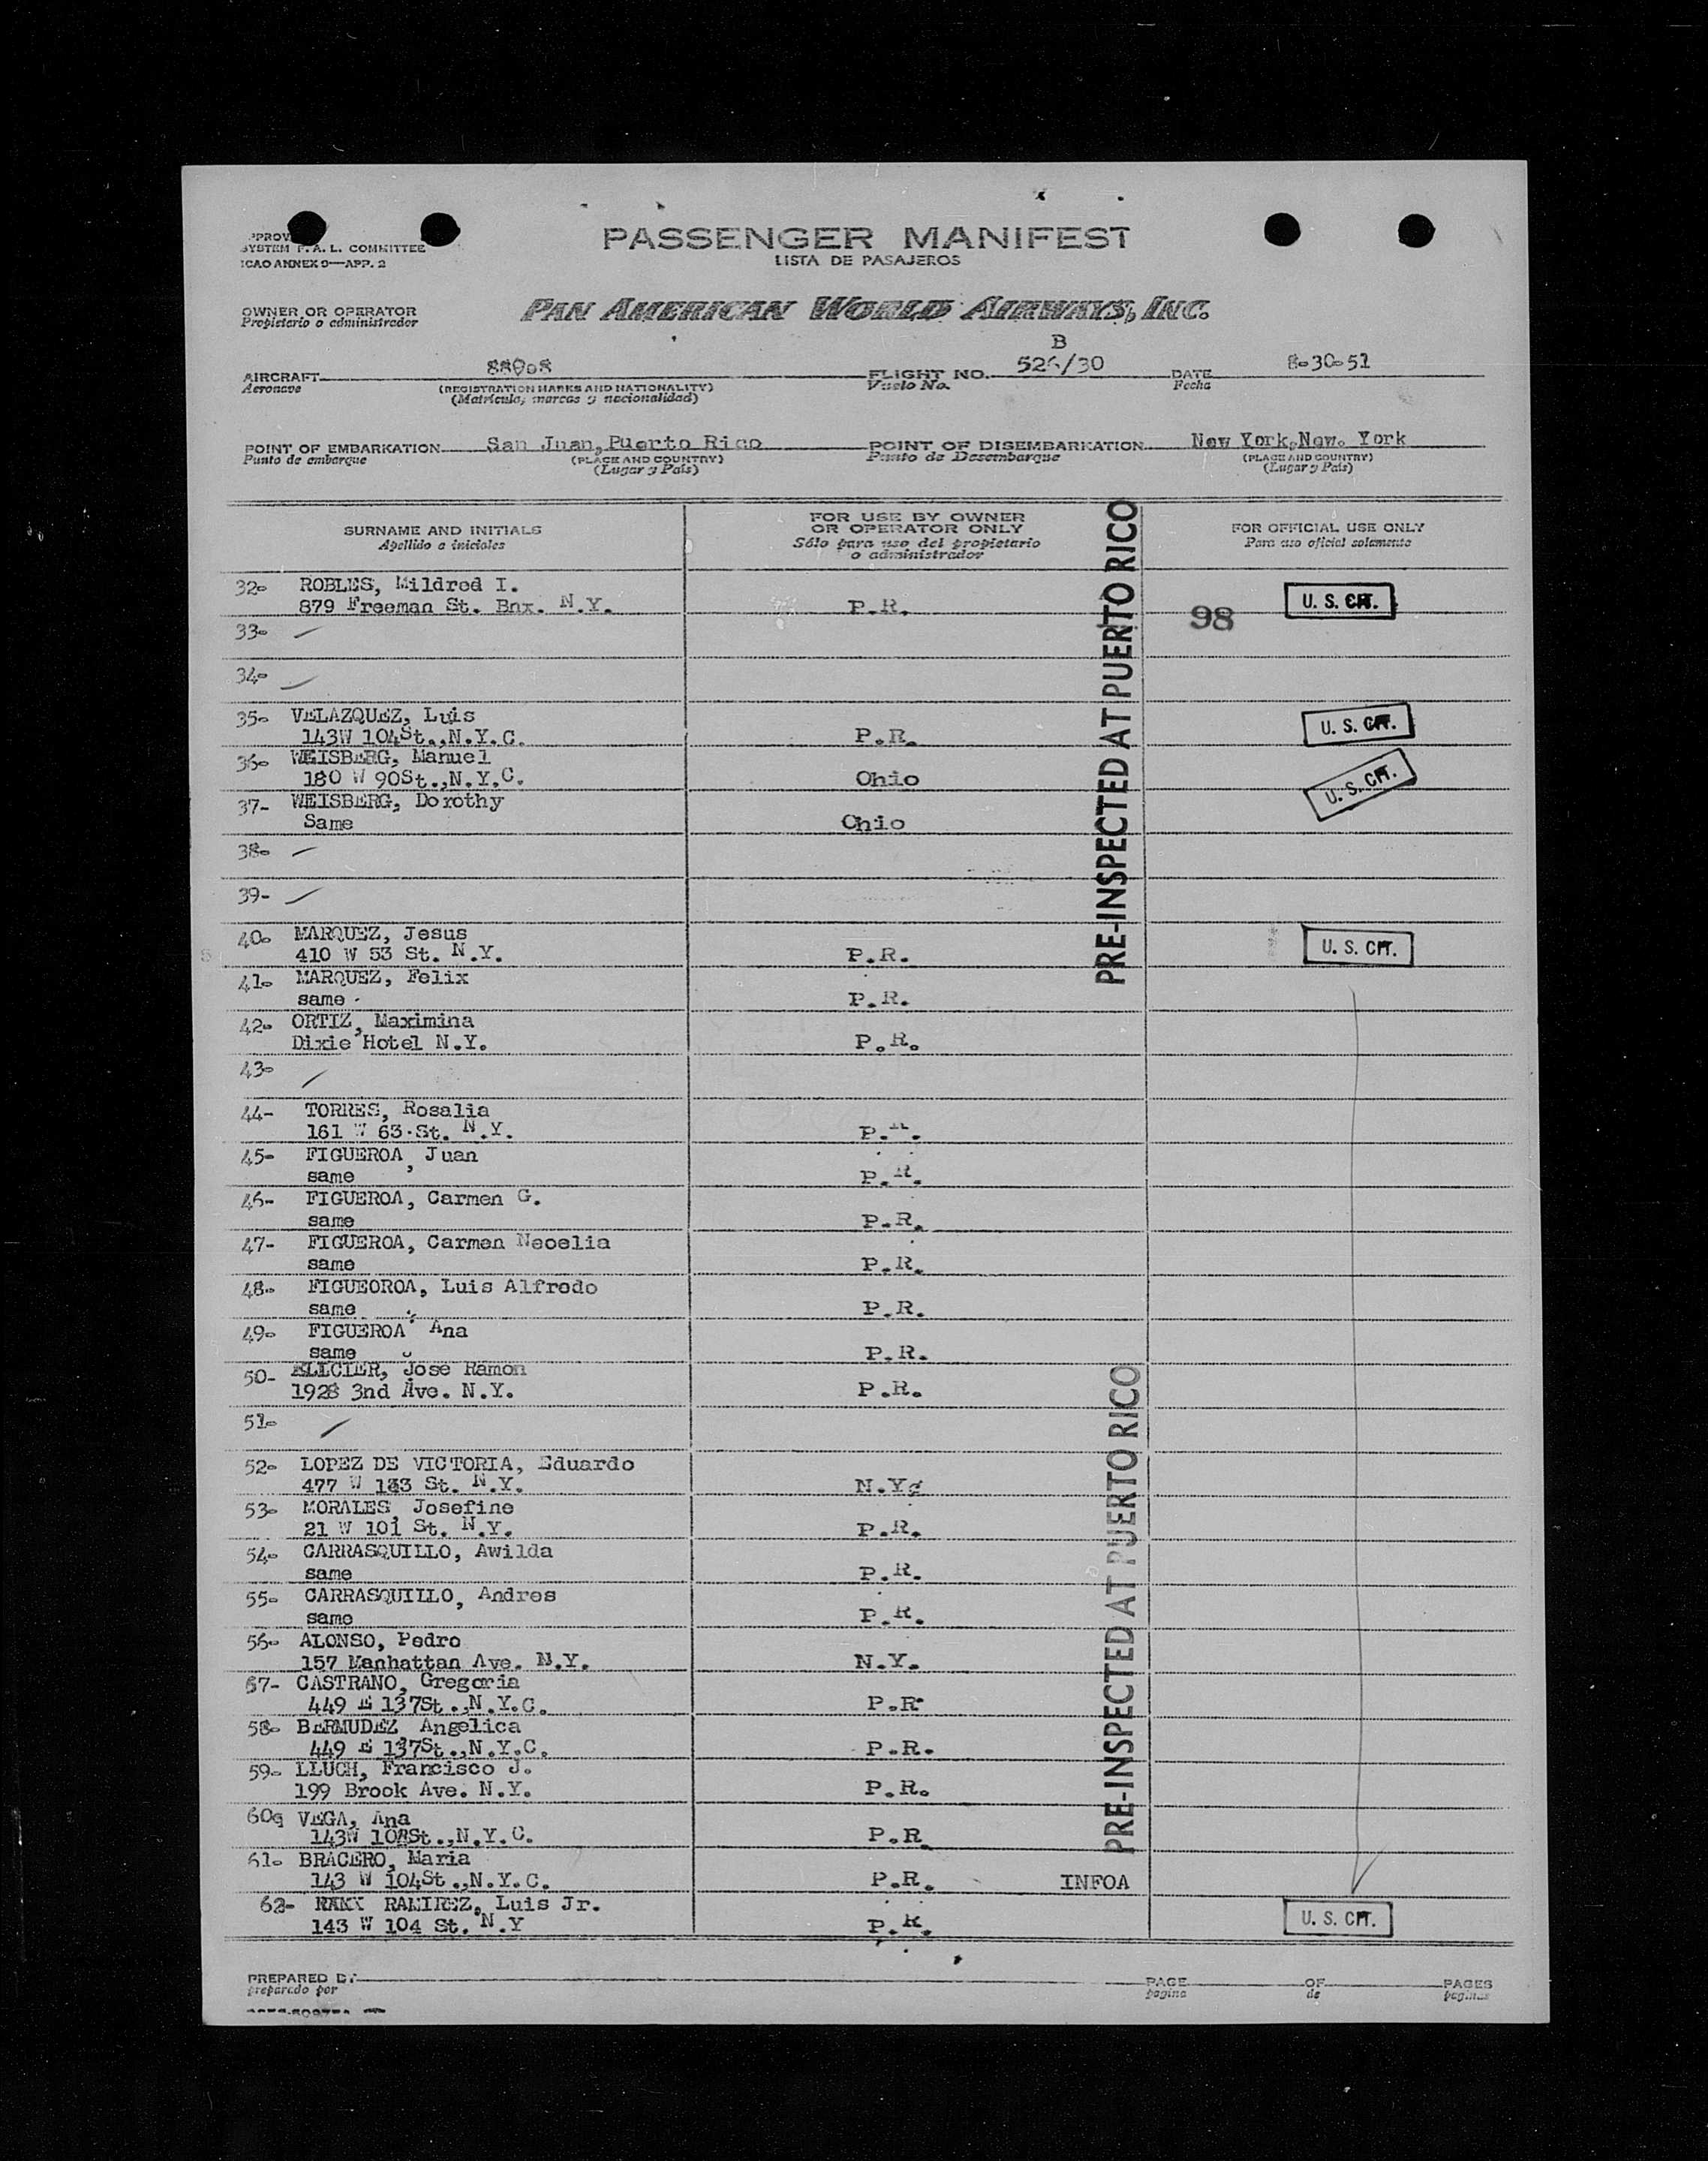 SYSTEM F. A. L. COMMITTEE
ICAO ANNEX 9—APP. 2
PASSENGER MANIFEST
LISTA DE PASAJEROS
OWNER OR OPERATOR
Propietario o administrador
PAN AMERICAN WORLD AIRWAYS, INC.
B
AIRCRAFT 88908 FLIGHT NO. 526/30 DATE 8-30-51
Aeronave (REGISTRATION MARKS AND NATIONALITY) Vuelo No. Fecha
(Matricula, marcas y nacionalidad)
POINT OF EMBARKATION San Juan, Puerto Rico POINT OF DISEMBARKATION New York, New. York
Punto de embarque (PLACE AND COUNTRY) Punto de Desembarque (PLACE AND COUNTRY)
(Lugar y País) (Lugar y País)
SURNAME AND INITIALS
Apellido e iniciales
FOR USE BY OWNER
OR OPERATOR ONLY
Sólo para uso del propietario
o administrador
FOR OFFICIAL USE ONLY
Para uso oficial solamente
PRE-INSPECTED AT PUERTO RICO
32- ROBLES, Mildred I.
879 Freeman St. Bnx. N.Y. P.R. 98 U. S. CIT.
33-
34-
35- VELAZQUEZ, Luis
143W 104St.,N.Y.C. P.R. U. S. CIT.
36- WEISBERG, Manuel
180 W 90St.,N.Y.C. Ohio U. S. CIT.
37- WEISBERG, Dorothy
Same Ohio
38-
39-
40- MARQUEZ, Jesus
410 W 53 St. N.Y. P.R. U. S. CIT.
41- MARQUEZ, Felix
same P.R.
42- ORTIZ, Maximina
Dixie Hotel N.Y. P.R.
43-
44- TORRES, Rosalia
161 W 63 St. N.Y. P.R.
45- FIGUEROA, Juan
same P.R.
46- FIGUEROA, Carmen G.
same P.R.
47- FIGUEROA, Carmen Neoelia
same P.R.
48- FIGUEOROA, Luis Alfredo
same P.R.
49- FIGUEROA, Ana
same P.R.
50- ELICIER, Jose Ramon
1928 3nd Ave. N.Y. P.R.
51-
52- LOPEZ DE VICTORIA, Eduardo
477 W St. N.Y. N.Y.
53- MORALES, Josefine
21 W 101 St. N.Y. P.R.
54- CARRASQUILLO, Awilda
same P.R.
55- CARRASQUILLO, Andres
same P.R.
56- ALONSO, Pedro
157 Manhattan Ave. N.Y. N.Y.
57- CASTRANO, Gregoria
449 E 137St.,N.Y.C. P.R.
58- BERMUDEZ, Angelica
449 E 137St.,N.Y.C. P.R.
59- LLUCH, Francisco J.
199 Brook Ave. N.Y. P.R.
60- VEGA, Ana
143W 104St.,N.Y.C. P.R.
61- BRACERO, Maria
143 W 104St.,N.Y.C. P.R. INFOA
62- RAMIREZ, Luis Jr.
143 W 104 St. N.Y P.R. U. S. CIT.
PRE-INSPECTED AT PUERTO RICO
PREPARED BY PAGE OF PAGES
preparado por pagina de paginas